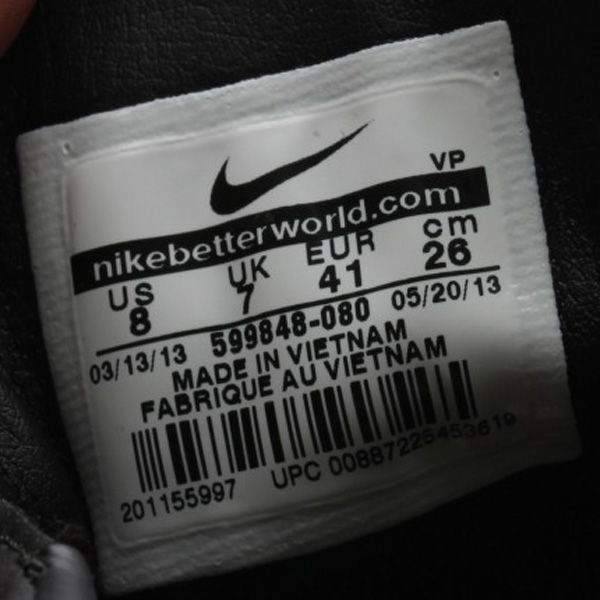 VP
nikebetterworld.com
US UK EUR cm
8 7 41 26
03/13/13 599848-080 05/20/13
MADE IN VIETNAM
FABRIQUE AU VIETNAM
201155997 UPC 00887225453619